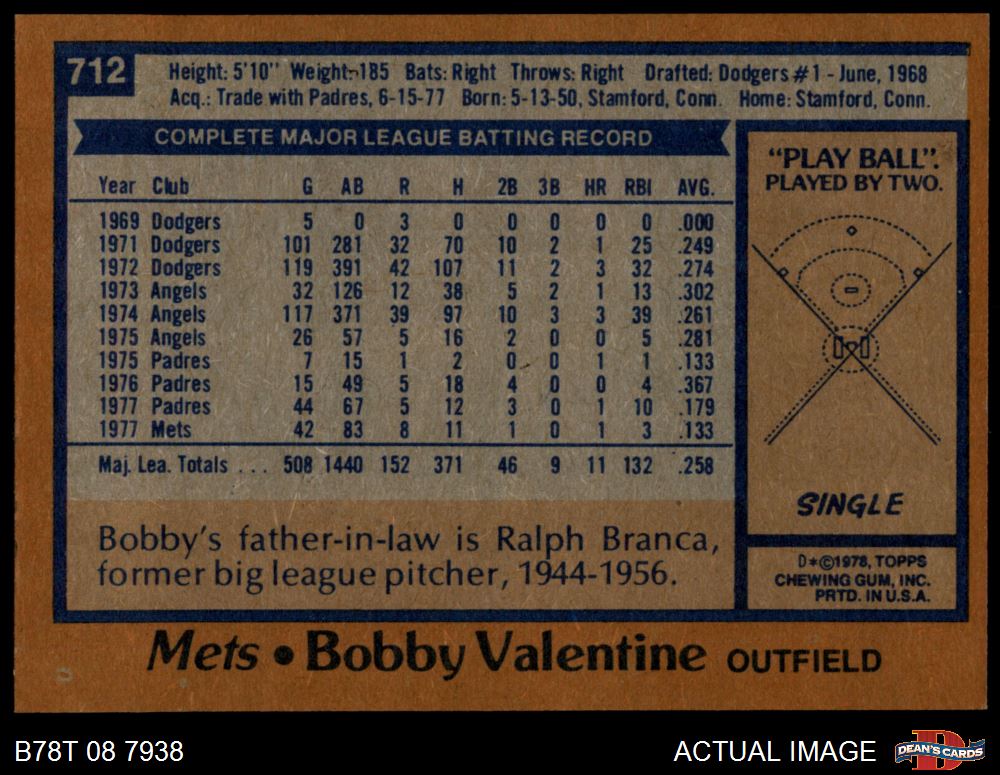 712
Height: 5'10" Weight: 185 Bats: Right Throws: Right Drafted: Dodgers #1 - June, 1968
Acq.: Trade with Padres, 6-15-77 Born: 5-13-50, Stamford, Conn. Home: Stamford, Conn.
COMPLETE MAJOR LEAGUE BATTING RECORD
Year Club G AB R H 2B 3B HR RBI AVG.
1969 Dodgers 5 0 3 0 0 0 0 0 .000
1971 Dodgers 101 281 32 70 10 2 1 25 .249
1972 Dodgers 119 391 42 107 11 2 3 32 .274
1973 Angels 32 126 12 38 5 2 1 13 .302
1974 Angels 117 371 39 97 10 3 3 39 .261
1975 Angels 26 57 5 16 2 0 0 5 .281
1975 Padres 7 15 1 2 0 0 1 1 .133
1976 Padres 15 49 5 18 4 0 0 4 .367
1977 Padres 44 67 5 12 3 0 1 10 .179
1977 Mets 42 83 8 11 1 0 1 3 .133
Maj. Lea. Totals . . . 508 1440 152 371 46 9 11 132 .258
Bobby's father-in-law is Ralph Branca,
former big league pitcher, 1944-1956.
"PLAY BALL".
PLAYED BY TWO.
SINGLE
D*©1978, TOPPS
CHEWING GUM, INC.
PRTD. IN U.S.A.
Mets • Bobby Valentine OUTFIELD
B78T 08 7938
ACTUAL IMAGE
D
DEAN'S CARDS